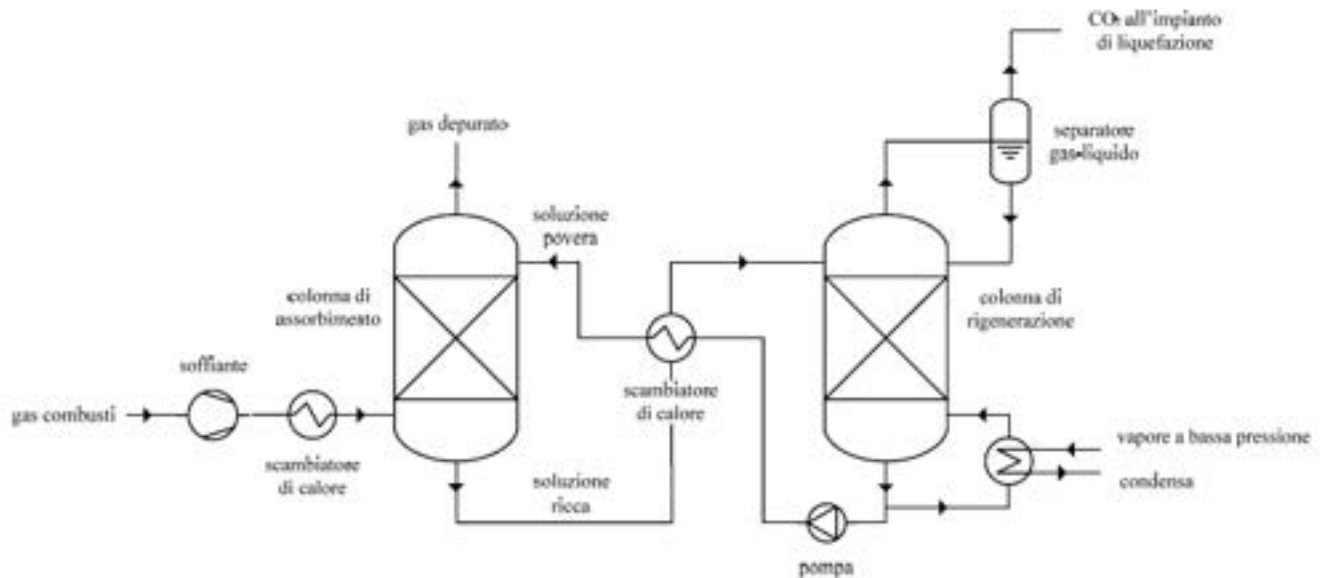 CO₂ all'impianto
di liquefazione
gas depurato
separatore
gas-liquido
soluzione
povera
colonna di
assorbimento
colonna di
rigenerazione
soffiante
scambiatore
di calore
gas combusti
vapore a bassa pressione
scambiatore
di calore
soluzione
ricca
condensa
pompa